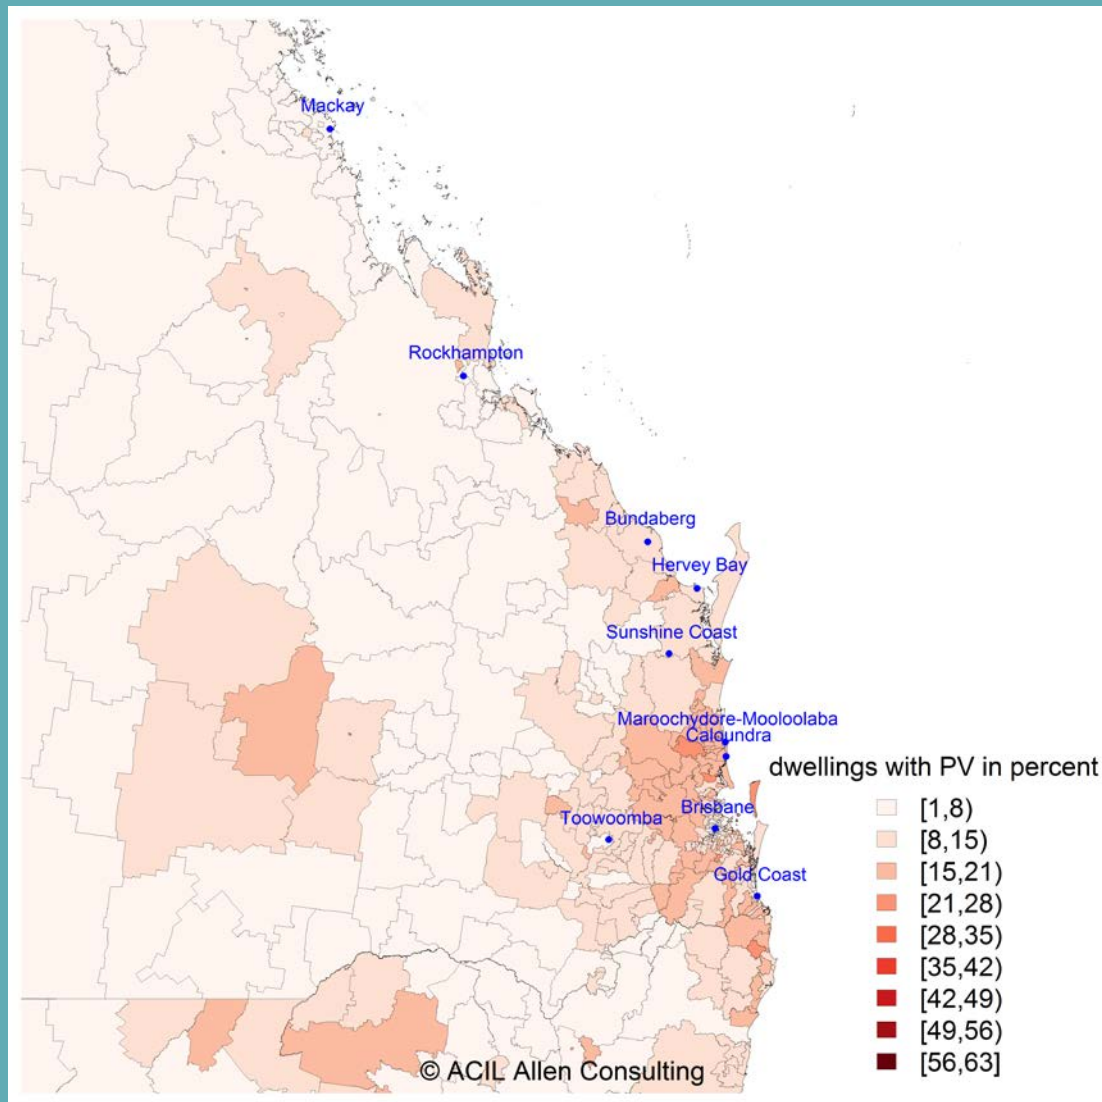 Mackay
Rockhampton
Bundaberg
Hervey Bay
Sunshine Coast
Maroochydore-Mooloolaba
Caloundra
Brisbane
Toowoomba
Gold Coast
dwellings with PV in percent
[1,8)
[8,15)
[15,21)
[21,28)
[28,35)
[35,42)
[42,49)
[49,56)
[56,63]
© ACIL Allen Consulting